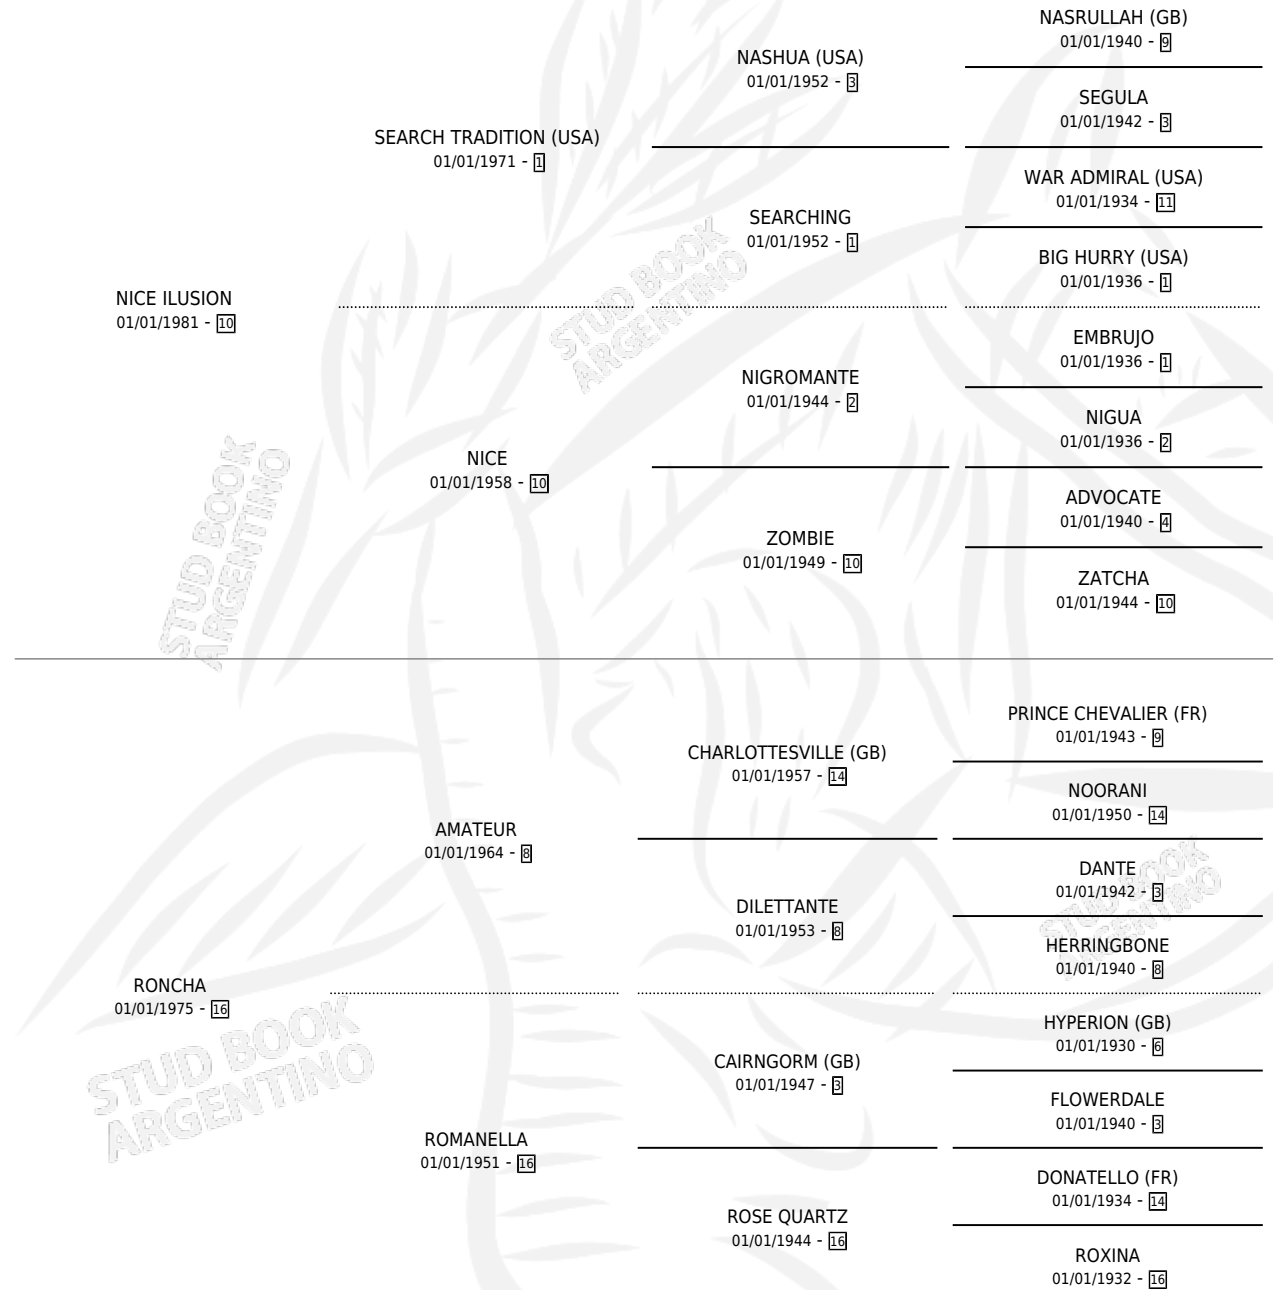 NASRULLAH (GB)
01/01/1940 - 9
NASHUA (USA)
01/01/1952 - 3
SEGULA
01/01/1942 - 3
SEARCH TRADITION (USA)
01/01/1971 - 1
WAR ADMIRAL (USA)
01/01/1934 - 11
SEARCHING
01/01/1952 - 1
BIG HURRY (USA)
01/01/1936 - 1
NICE ILUSION
01/01/1981 - 10
EMBRUJO
01/01/1936 - 1
NIGROMANTE
01/01/1944 - 2
NIGUA
01/01/1936 - 2
NICE
01/01/1958 - 10
ADVOCATE
01/01/1940 - 4
ZOMBIE
01/01/1949 - 10
ZATCHA
01/01/1944 - 10
PRINCE CHEVALIER (FR)
01/01/1943 - 9
CHARLOTTESVILLE (GB)
01/01/1957 - 14
NOORANI
01/01/1950 - 14
AMATEUR
01/01/1964 - 8
DANTE
01/01/1942 - 3
DILETTANTE
01/01/1953 - 8
HERRINGBONE
01/01/1940 - 8
RONCHA
01/01/1975 - 16
HYPERION (GB)
01/01/1930 - 6
CAIRNGORM (GB)
01/01/1947 - 3
FLOWERDALE
01/01/1940 - 3
ROMANELLA
01/01/1951 - 16
DONATELLO (FR)
01/01/1934 - 14
ROSE QUARTZ
01/01/1944 - 16
ROXINA
01/01/1932 - 16
STUD BOOK
ARGENTINO
STUD BOOK
ARGENTINO
STUD BOOK
ARGENTINO
STUD BOOK
ARGENTINO